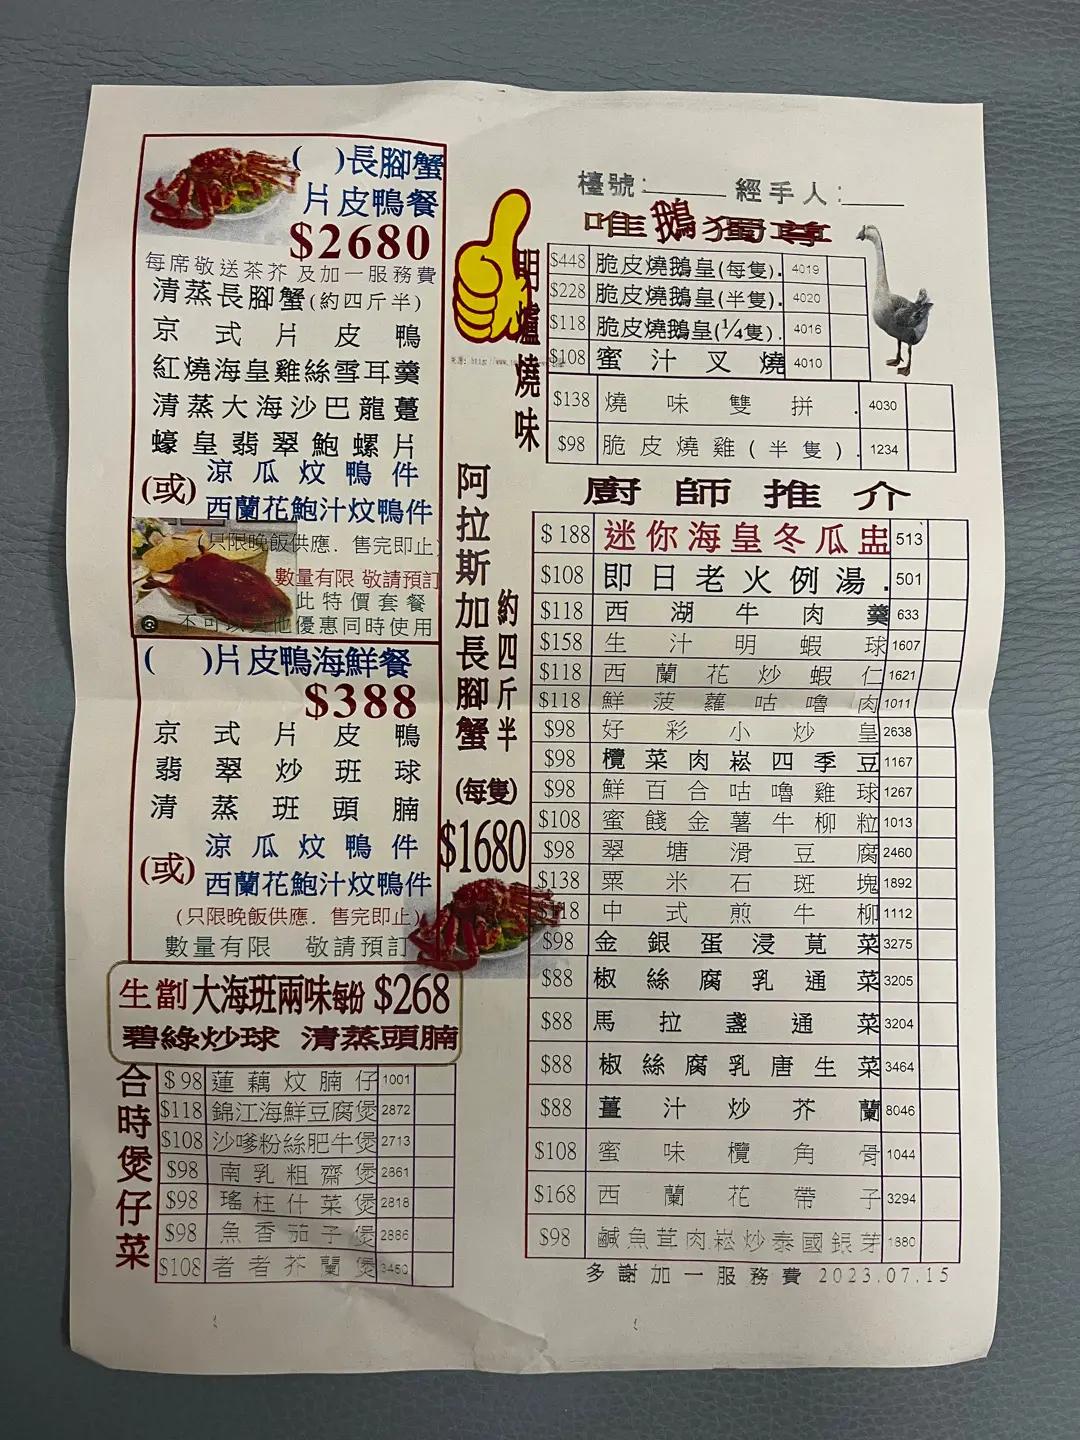 ( )長腳蟹
片皮鴨餐
$2680
每席敬送茶芥 及加一服務費
清蒸長腳蟹(約四斤半)
京式片皮鴨
紅燒海皇雞絲雪耳羹
清蒸大海沙巴龍躉
蠔皇翡翠鮑螺片
涼瓜炆鴨件
(或)
西蘭花鮑汁炆鴨件
(只限晚飯供應. 售完即止)
數量有限 敬請預訂
此特價套餐
不可以其他優惠同時使用
( )片皮鴨海鮮餐
$388
京式片皮鴨
翡翠炒班球
清蒸班頭腩
涼瓜炆鴨件
(或)
西蘭花鮑汁炆鴨件
(只限晚飯供應. 售完即止)
數量有限 敬請預訂
生劏大海班兩味每份 $268
碧綠炒球 清蒸頭腩
合時煲仔菜
$98 蓮藕炆腩仔 1001
$118 錦江海鮮豆腐煲 2872
$108 沙嗲粉絲肥牛煲 2713
$98 南乳粗齋煲 2861
$98 瑤柱什菜煲 2818
$98 魚香茄子煲 2886
$108 者者芥蘭煲 3450
明爐燒味
阿拉斯加長腳蟹
約四斤半
(每隻)
$1680
檯號: 經手人:
唯鵝獨尊
$448 脆皮燒鵝皇(每隻). 4019
$228 脆皮燒鵝皇(半隻). 4020
$118 脆皮燒鵝皇(¼隻). 4016
$108 蜜汁叉燒 4010
$138 燒味雙拼. 4030
$98 脆皮燒雞(半隻). 1234
廚師推介
$188 迷你海皇冬瓜盅 513
$108 即日老火例湯. 501
$118 西湖牛肉羹 633
$158 生汁明蝦球 1607
$118 西蘭花炒蝦仁 1621
$118 鮮菠蘿咕嚕肉 1011
$98 好彩小炒皇 2638
$98 欖菜肉崧四季豆 1167
$98 鮮百合咕嚕雞球 1267
$108 蜜餞金薯牛柳粒 1013
$98 翠塘滑豆腐 2460
$138 粟米石斑塊 1892
$118 中式煎牛柳 1112
$98 金銀蛋浸莧菜 3275
$88 椒絲腐乳通菜 3205
$88 馬拉盞通菜 3204
$88 椒絲腐乳唐生菜 3464
$88 薑汁炒芥蘭 8046
$108 蜜味欖角骨 1044
$168 西蘭花帶子 3294
$98 鹹魚茸肉崧炒泰國銀芽 1880
多謝加一服務費 2023.07.15